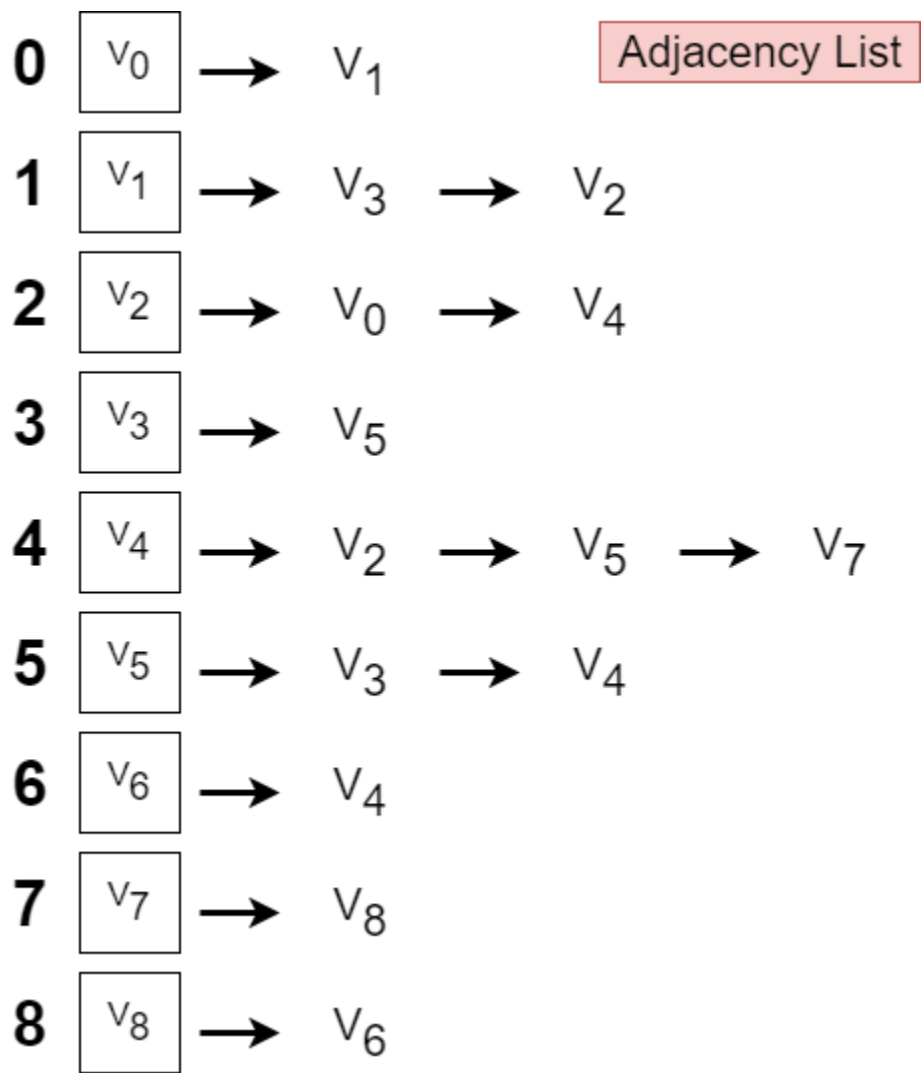 Adjacency List
0 V0 → V1
1 V1 → V3 → V2
2 V2 → V0 → V4
3 V3 → V5
4 V4 → V2 → V5 → V7
5 V5 → V3 → V4
6 V6 → V4
7 V7 → V8
8 V8 → V6